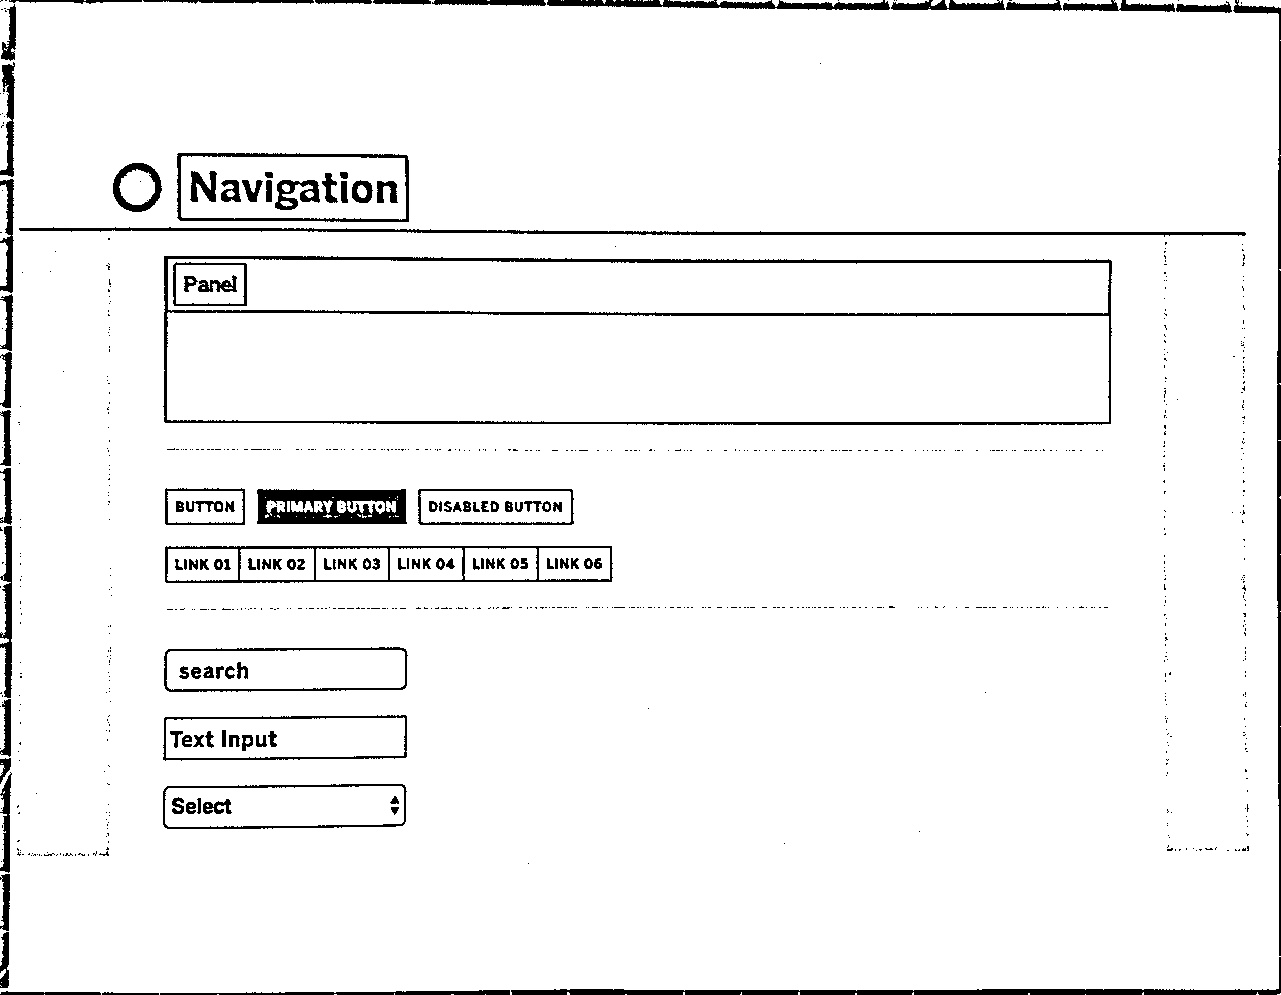 Navigation
Panel
BUTTON PRIMARY BUTTON DISABLED BUTTON
LINK 01 LINK 02 LINK 03 LINK 04 LINK 05 LINK 06
search
Text Input
Select